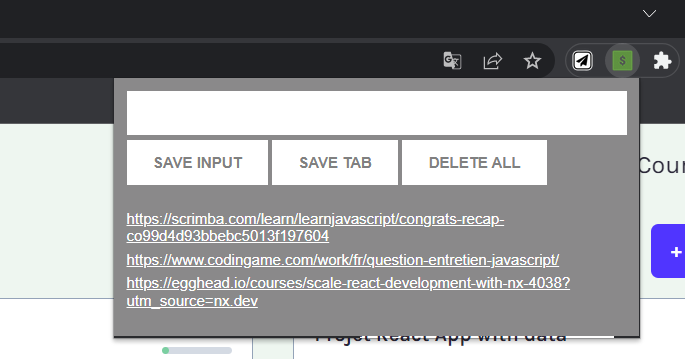 S
Cour
SAVE INPUT SAVE TAB DELETE ALL
https://scrimba.com/learn/learnjavascript/congrats-recap-
co99d4d93bbebc5013f197604
https://www.codingame.com/work/fr/question-entretien-javascript/
+
https://egghead.io/courses/scale-react-development-with-nx-4038?
utm_source=nx.dev
Projet React App with data